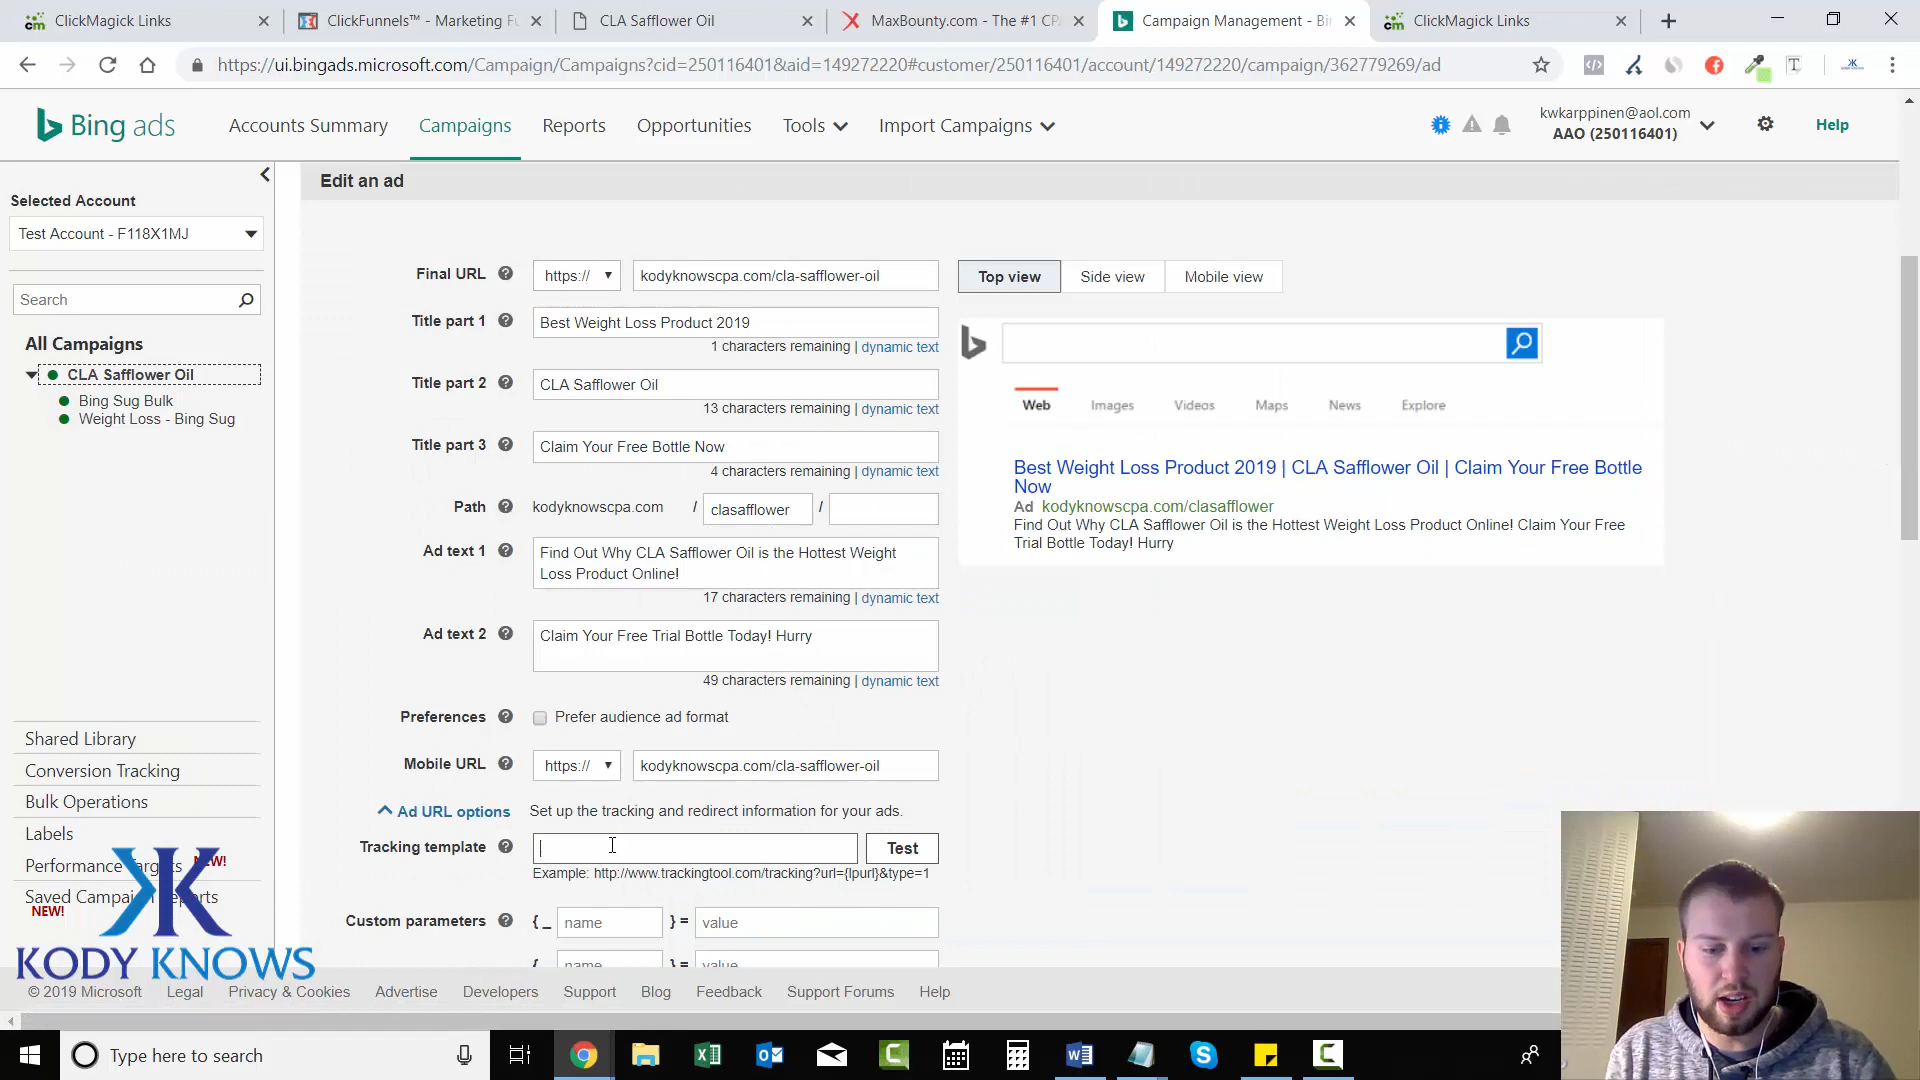 ClickMagick Links
ClickFunnels™ - Marketing Fu
CLA Safflower Oil
MaxBounty.com - The #1 CP
Campaign Management - Bi
ClickMagick Links
https://ui.bingads.microsoft.com/Campaign/Campaigns?cid=250116401&aid=149272220#customer/250116401/account/149272220/campaign/362779269/ad
Bing ads
Accounts Summary
Campaigns
Reports
Opportunities
Tools
Import Campaigns
kwkarppinen@aol.com
AAO (250116401)
Help
Edit an ad
Selected Account
Test Account - F118X1MJ
Search
All Campaigns
CLA Safflower Oil
Bing Sug Bulk
Weight Loss - Bing Sug
Shared Library
Conversion Tracking
Bulk Operations
Labels
Performance Targets NEW!
Saved Campaign Reports
NEW!
KODY KNOWS
Final URL
https://
kodyknowscpa.com/cla-safflower-oil
Title part 1
Best Weight Loss Product 2019
1 characters remaining | dynamic text
Title part 2
CLA Safflower Oil
13 characters remaining | dynamic text
Title part 3
Claim Your Free Bottle Now
4 characters remaining | dynamic text
Path
kodyknowscpa.com / clasafflower /
Ad text 1
Find Out Why CLA Safflower Oil is the Hottest Weight
Loss Product Online!
17 characters remaining | dynamic text
Ad text 2
Claim Your Free Trial Bottle Today! Hurry
49 characters remaining | dynamic text
Preferences
Prefer audience ad format
Mobile URL
https://
kodyknowscpa.com/cla-safflower-oil
Ad URL options
Set up the tracking and redirect information for your ads.
Tracking template
Test
Example: http://www.trackingtool.com/tracking?url={lpurl}&type=1
Custom parameters
{ _ name } = value
{ _ name } = value
Top view
Side view
Mobile view
Web
Images
Videos
Maps
News
Explore
Best Weight Loss Product 2019 | CLA Safflower Oil | Claim Your Free Bottle
Now
Ad kodyknowscpa.com/clasafflower
Find Out Why CLA Safflower Oil is the Hottest Weight Loss Product Online! Claim Your Free
Trial Bottle Today! Hurry
© 2019 Microsoft
Legal
Privacy & Cookies
Advertise
Developers
Support
Blog
Feedback
Support Forums
Help
Type here to search